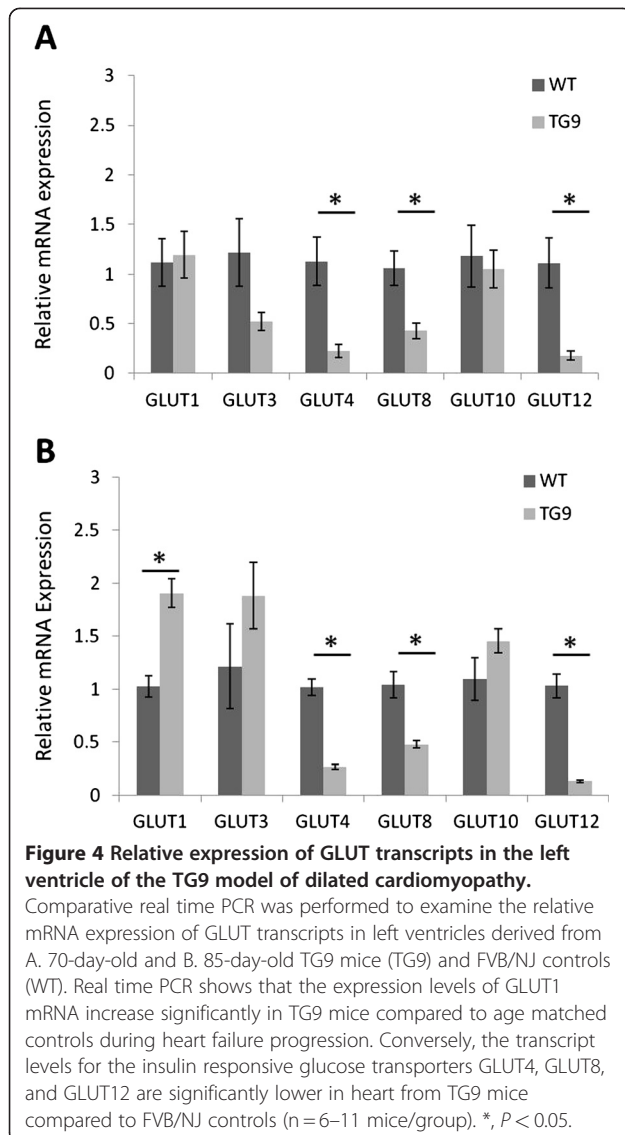 A
3
2.5
2
1.5
1
0.5
0
Relative mRNA expression
WT
TG9
*
*
*
GLUT1 GLUT3 GLUT4 GLUT8 GLUT10 GLUT12
B
3
2.5
2
1.5
1
0.5
0
Relative mRNA Expression
WT
TG9
*
*
*
*
GLUT1 GLUT3 GLUT4 GLUT8 GLUT10 GLUT12
Figure 4 Relative expression of GLUT transcripts in the left
ventricle of the TG9 model of dilated cardiomyopathy.
Comparative real time PCR was performed to examine the relative
mRNA expression of GLUT transcripts in left ventricles derived from
A. 70-day-old and B. 85-day-old TG9 mice (TG9) and FVB/NJ controls
(WT). Real time PCR shows that the expression levels of GLUT1
mRNA increase significantly in TG9 mice compared to age matched
controls during heart failure progression. Conversely, the transcript
levels for the insulin responsive glucose transporters GLUT4, GLUT8,
and GLUT12 are significantly lower in heart from TG9 mice
compared to FVB/NJ controls (n = 6–11 mice/group). *, P < 0.05.